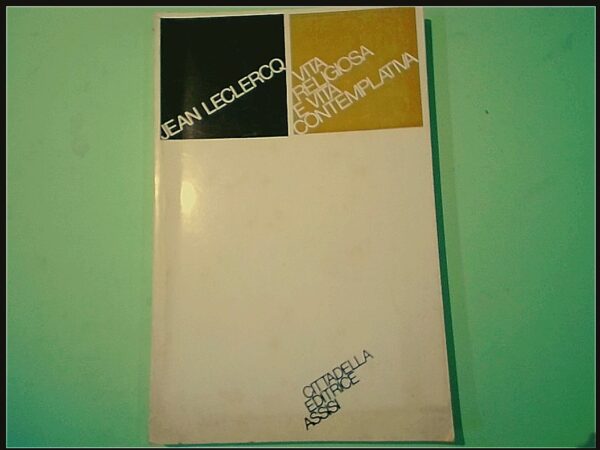 JEAN LECLERCQ
VITA
RELIGIOSA
E VITA
CONTEMPLATIVA
CITTADELLA
EDITRICE
ASSISI